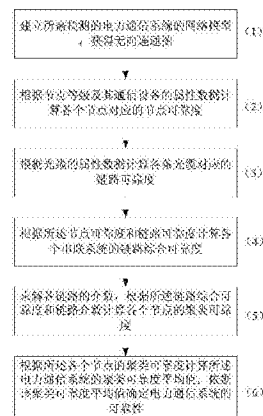 建立所需检测的电力通信系统的网络模型
，获得无向连通图
(1)
根据节点等级及其通信设备的属性数据计
算各个节点对应的节点可靠度
(2)
根据光缆的属性数据计算各条光缆对应的
链路可靠度
(3)
根据所述节点可靠度和链路可靠度计算各
个串联系统的链路综合可靠度
(4)
求解各链路的介数，根据所述链路综合可
靠度和链路介数计算各个节点的聚类可靠
度
(5)
根据所述各个节点的聚类可靠度计算所述
电力通信系统的聚类可靠度平均值，依据
该聚类可靠度平均值确定电力通信系统的
可靠性
(6)